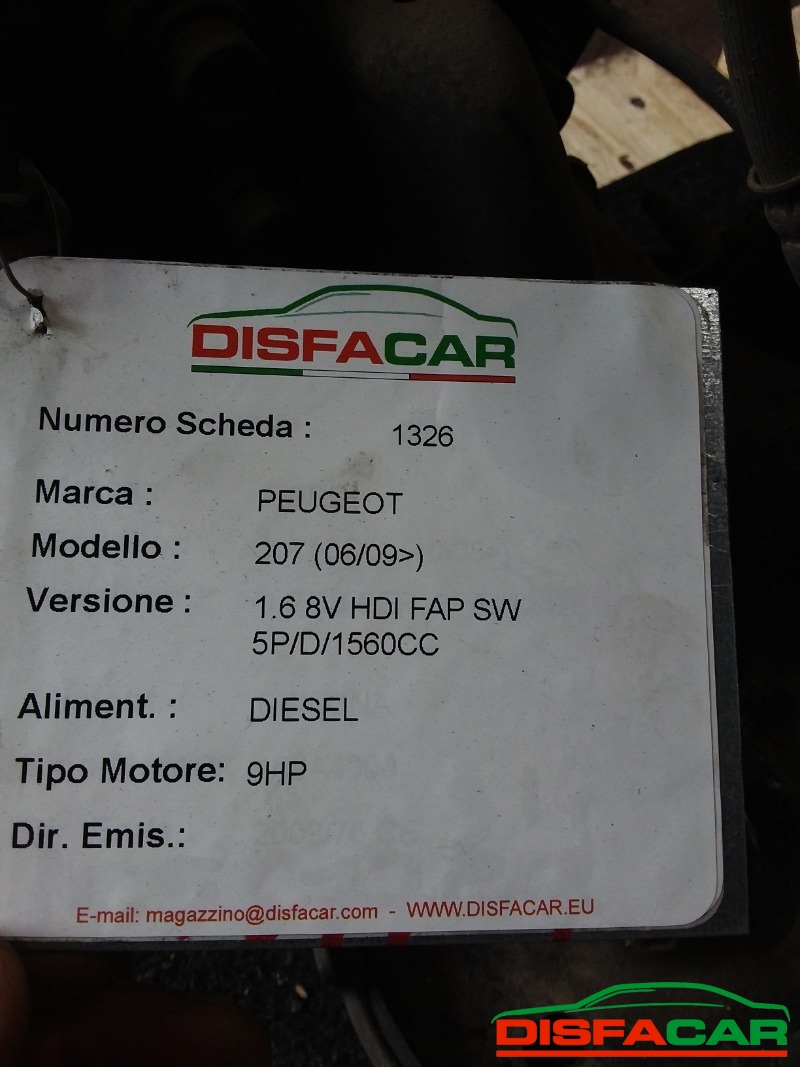 DISFACAR
Numero Scheda : 1326
Marca : PEUGEOT
Modello : 207 (06/09>)
Versione : 1.6 8V HDI FAP SW
5P/D/1560CC
Aliment. : DIESEL
Tipo Motore: 9HP
Dir. Emis.:
E-mail: magazzino@disfacar.com - WWW.DISFACAR.EU
DISFACAR